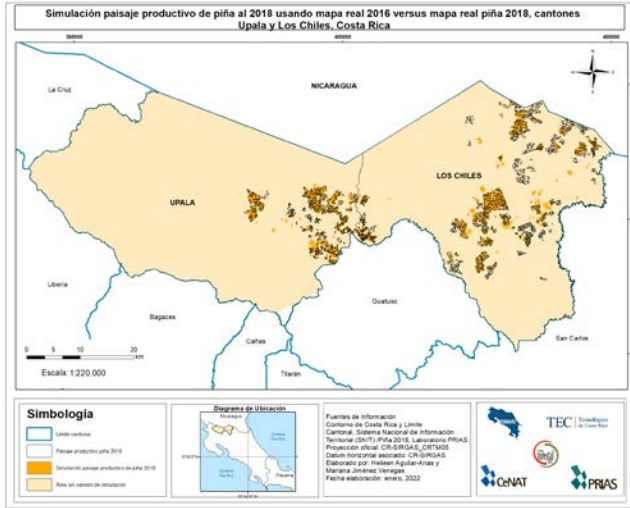 Simulación paisaje productivo de piña al 2018 usando mapa real 2016 versus mapa real piña 2018, cantones
Upala y Los Chiles, Costa Rica
400000
La Cruz
NICARAGUA
LOS CHILES
UPALA
Liberia
Bagaces
Cañas
Tilarán
Guatuso
San Carlos
0 5 10 20
km
Escala: 1:220.000
Simbología
Límite cantonal
Paisaje productivo piña 2018
Simulación paisaje productivo de piña 2018
Área sin valores de simulación
Diagrama de Ubicación
Nicaragua
Panamá
Fuentes de Información
Contorno de Costa Rica y Límite
Cantonal, Sistema Nacional de Información
Territorial (SNIT) /Piña 2018, Laboratorio PRIAS.
Proyección oficial: CR-SIRGAS_CRTM05
Datum horizontal asociado: CR-SIRGAS
Elaborado por: Heileen Aguilar-Arias y
Mariana Jiménez Venegas
Fecha elaboración: enero, 2022
TEC Tecnológico
de Costa Rica
CeNAT
PRIAS